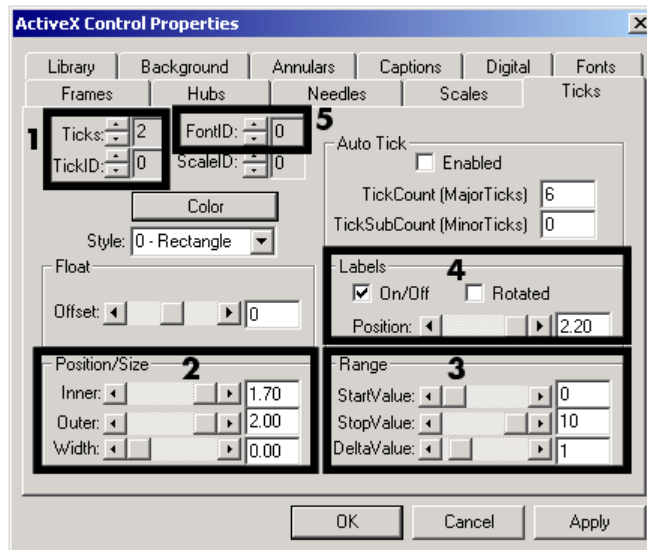 ActiveX Control Properties
Library Background Annulars Captions Digital Fonts
Frames Hubs Needles Scales Ticks
1
Ticks: 2
TickID: 0
FontID: 0
5
ScaleID: 0
Color
Style: 0 - Rectangle
Auto Tick
Enabled
TickCount (MajorTicks) 6
TickSubCount (MinorTicks) 0
Float
Offset: 0
Labels
4
On/Off Rotated
Position: 2.20
Position/Size
2
Inner: 1.70
Outer: 2.00
Width: 0.00
Range
3
StartValue: 0
StopValue: 10
DeltaValue: 1
OK Cancel Apply